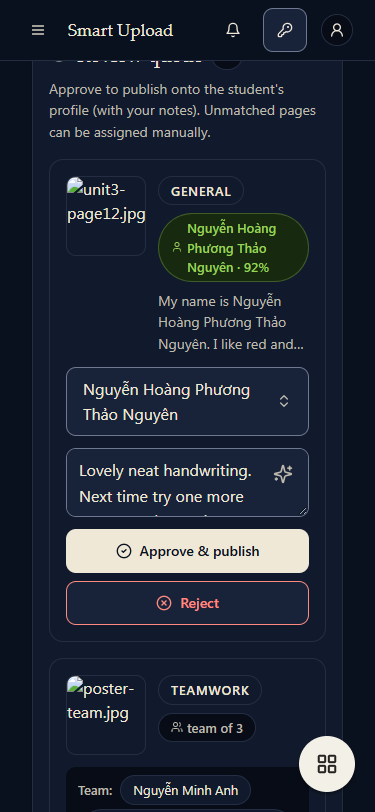 Smart Upload
Approve to publish onto the student's
profile (with your notes). Unmatched pages
can be assigned manually.
unit3-
page12.jpg
GENERAL
Nguyễn Hoàng
Phương Thảo
Nguyên · 92%
My name is Nguyễn
Hoàng Phương Thảo
Nguyên. I like red and...
Nguyễn Hoàng Phương
Thảo Nguyên
Lovely neat handwriting.
Next time try one more
Approve & publish
Reject
poster-
team.jpg
TEAMWORK
team of 3
Team:
Nguyễn Minh Anh